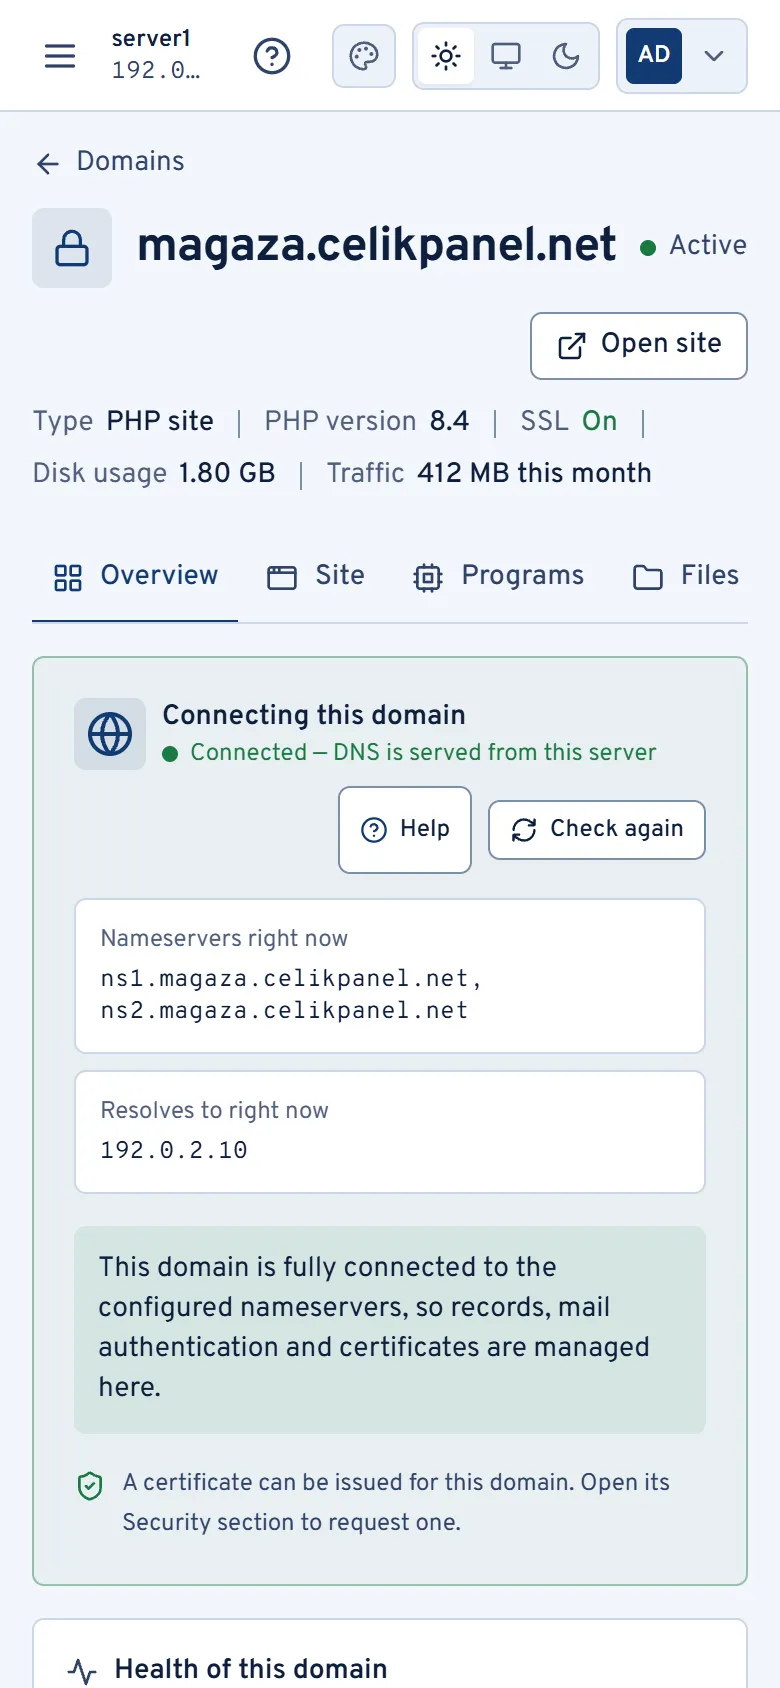 server1
192.0...
AD
Domains
magaza.celikpanel.net
Active
Open site
Type PHP site | PHP version 8.4 | SSL On |
Disk usage 1.80 GB | Traffic 412 MB this month
Overview Site Programs Files
Connecting this domain
Connected — DNS is served from this server
Help Check again
Nameservers right now
ns1.magaza.celikpanel.net,
ns2.magaza.celikpanel.net
Resolves to right now
192.0.2.10
This domain is fully connected to the
configured nameservers, so records, mail
authentication and certificates are managed
here.
A certificate can be issued for this domain. Open its
Security section to request one.
Health of this domain